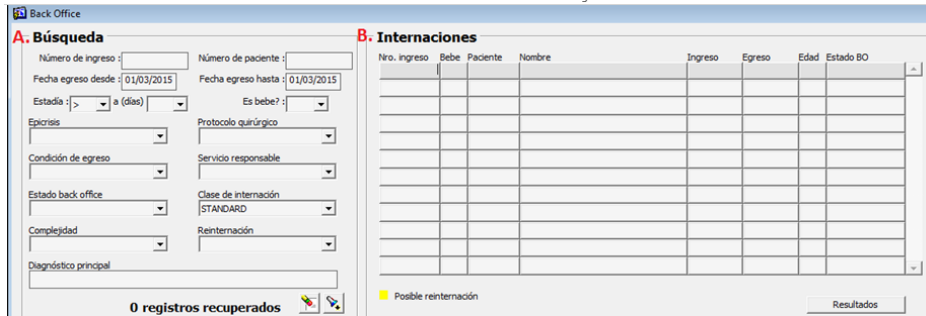 Back Office
A. Búsqueda
Número de ingreso : Número de paciente :
Fecha egreso desde : 01/03/2015 Fecha egreso hasta : 01/03/2015
Estadía : > a (días) Es bebe? :
Epicrisis Protocolo quirúrgico
Condición de egreso Servicio responsable
Estado back office Clase de internación
STANDARD
Complejidad Reinternación
Diagnóstico principal
0 registros recuperados
B. Internaciones
Nro. ingreso Bebe Paciente Nombre Ingreso Egreso Edad Estado BO
Posible reinternación
Resultados